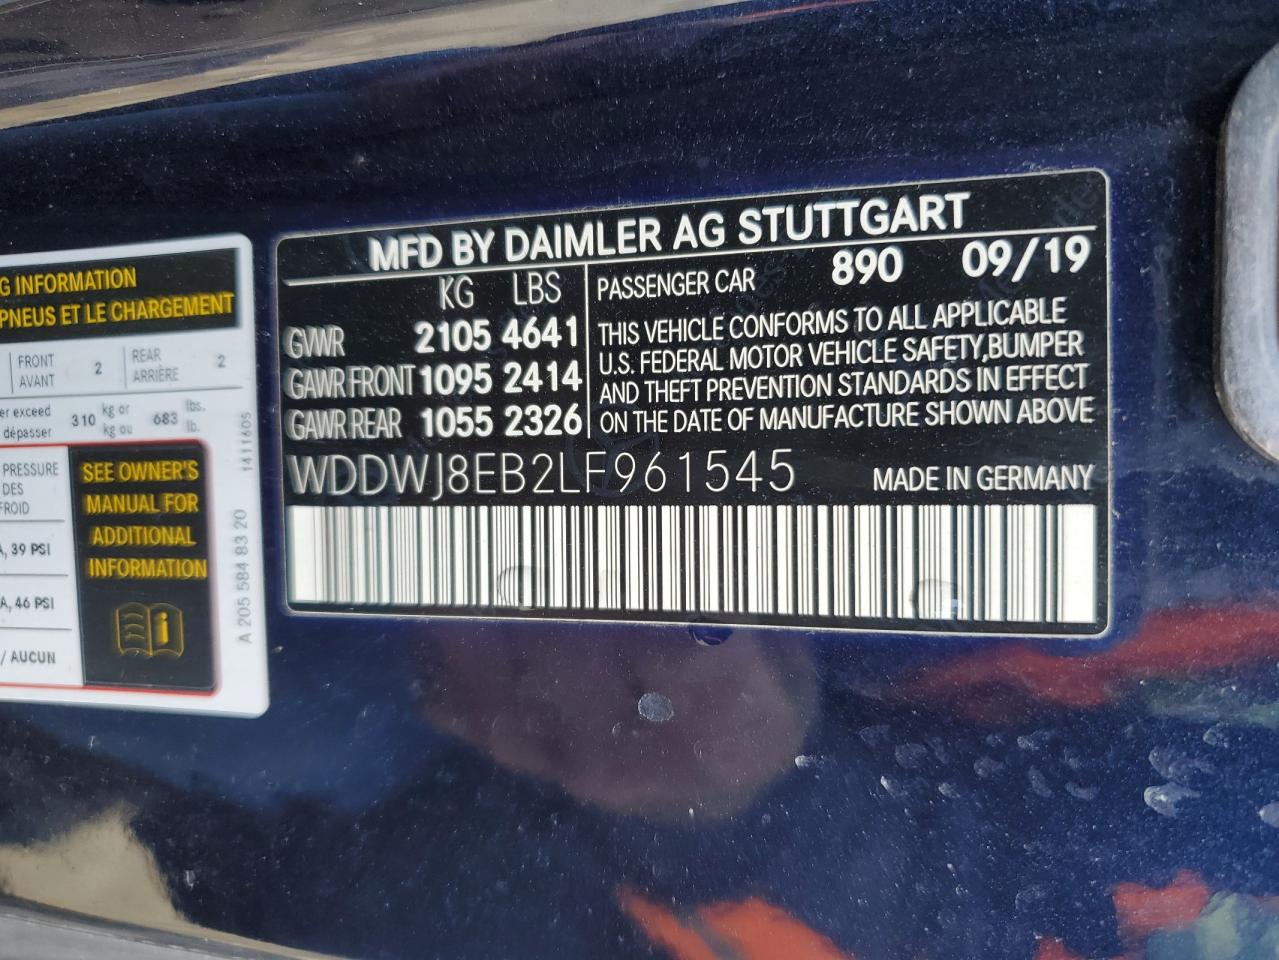 G INFORMATION
PNEUS ET LE CHARGEMENT
FRONT
AVANT
2
REAR
ARRIÈRE
2
er exceed
dépasser
310
kg or
kg ou
683
lbs.
lb.
PRESSURE
DES
FROID
, 39 PSI
A, 46 PSI
/ AUCUN
SEE OWNER'S
MANUAL FOR
ADDITIONAL
INFORMATION
1411605
A 205 584 83 20
MFD BY DAIMLER AG STUTTGART
KG LBS
GVWR 2105 4641
GAWR FRONT 1095 2414
GAWR REAR 1055 2326
PASSENGER CAR 890 09/19
THIS VEHICLE CONFORMS TO ALL APPLICABLE
U.S. FEDERAL MOTOR VEHICLE SAFETY,BUMPER
AND THEFT PREVENTION STANDARDS IN EFFECT
ON THE DATE OF MANUFACTURE SHOWN ABOVE
WDDWJ8EB2LF961545 MADE IN GERMANY